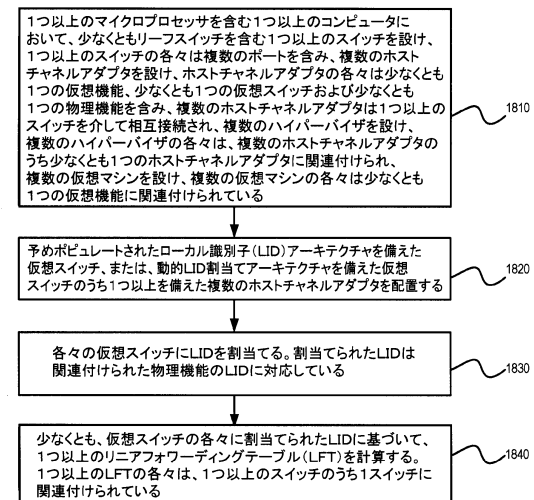 1つ以上のマイクロプロセッサを含む1つ以上のコンピュータに
おいて、少なくともリーフスイッチを含む1つ以上のスイッチを設け、
1つ以上のスイッチの各々は複数のポートを含み、複数のホスト
チャネルアダプタを設け、ホストチャネルアダプタの各々は少なくとも
1つの仮想機能、少なくとも1つの仮想スイッチおよび少なくとも
1つの物理機能を含み、複数のホストチャネルアダプタは1つ以上の
スイッチを介して相互接続され、複数のハイパーバイザを設け、
複数のハイパーバイザの各々は、複数のホストチャネルアダプタの
うち少なくとも1つのホストチャネルアダプタに関連付けられ、
複数の仮想マシンを設け、複数の仮想マシンの各々は少なくとも
1つの仮想機能に関連付けられている
1810
予めポピュレートされたローカル識別子(LID)アーキテクチャを備えた
仮想スイッチ、または、動的LID割当てアーキテクチャを備えた仮想
スイッチのうち1つ以上を備えた複数のホストチャネルアダプタを配置する
1820
各々の仮想スイッチにLIDを割当てる。割当てられたLIDは
関連付けられた物理機能のLIDに対応している
1830
少なくとも、仮想スイッチの各々に割当てられたLIDに基づいて、
1つ以上のリニアフォワーディングテーブル(LFT)を計算する。
1つ以上のLFTの各々は、1つ以上のスイッチのうち1スイッチに
関連付けられている
1840